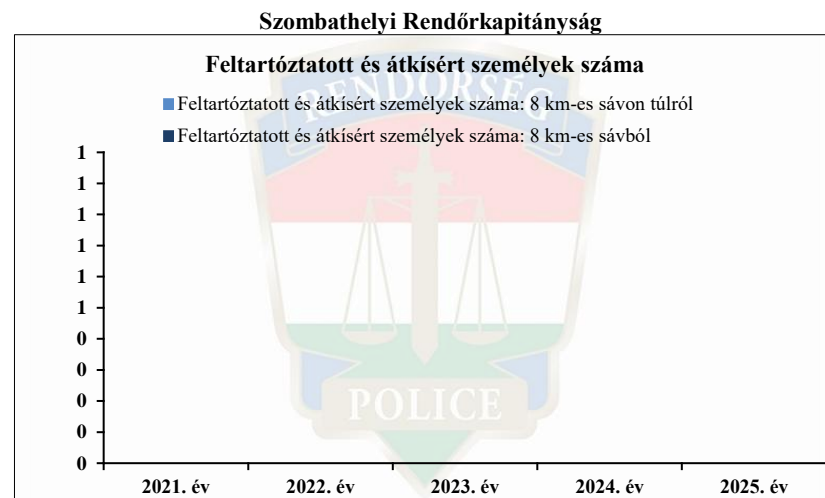 Szombathelyi Rendőrkapitányság
Feltartóztatott és átkísért személyek száma
Feltartóztatott és átkísért személyek száma: 8 km-es sávon túlról
Feltartóztatott és átkísért személyek száma: 8 km-es sávból
RENDŐRSÉG
1
1
1
1
1
1
0
0
0
0
0
POLICE
2021. év 2022. év 2023. év 2024. év 2025. év